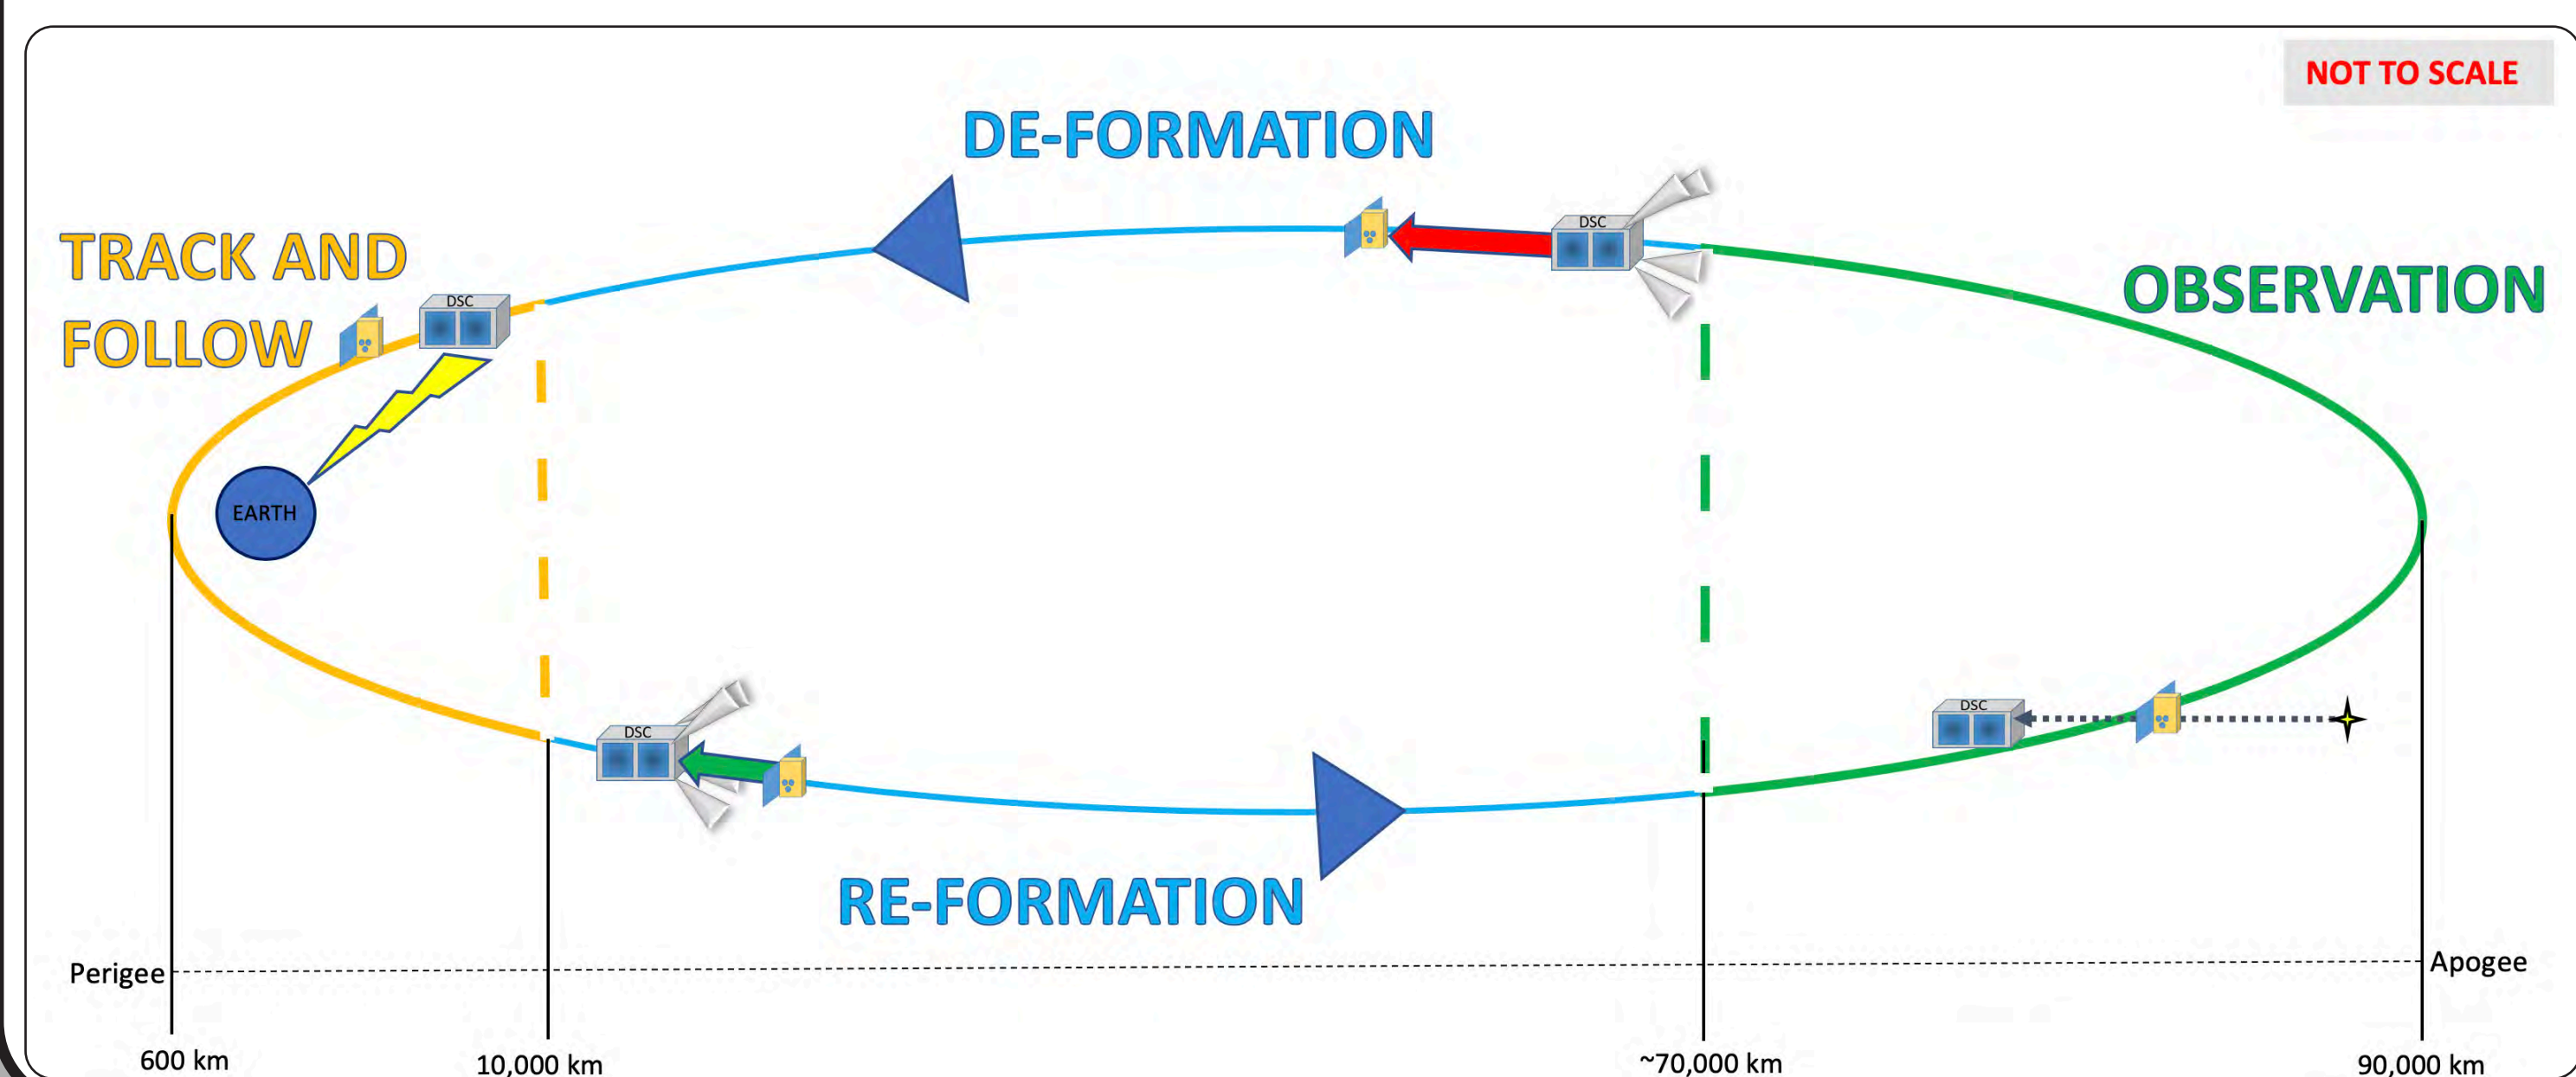 NOT TO SCALE
DE-FORMATION
TRACK AND
FOLLOW
DSC
DSC
OBSERVATION
EARTH
DSC
DSC
RE-FORMATION
Perigee
Apogee
600 km
10,000 km
~70,000 km
90,000 km